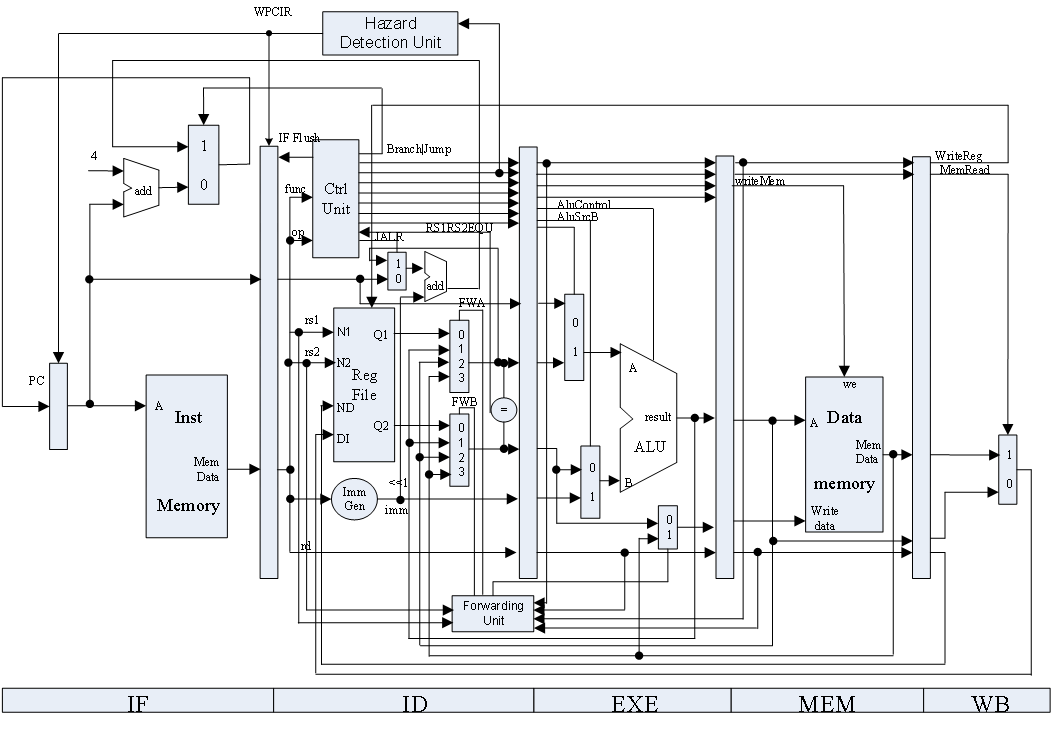 WPCIR
Hazard
Detection Unit
IF Flush
Branch|Jump
WriteReg
MemRead
writeMem
4
add
1
0
func
Ctrl
Unit
op
AluControl
AluSrcB
RS1RS2EQU
JALR
1
0
add
PC
A
Inst
Mem
Data
Memory
rs1
rs2
N1
N2
Reg
File
ND
DI
Q1
Q2
FWA
0
1
2
3
=
FWB
0
1
2
3
<<1
Imm
Gen
imm
rd
0
1
A
result
ALU
B
0
1
0
1
we
A
Data
Mem
Data
memory
Write
data
1
0
Forwarding
Unit
IF
ID
EXE
MEM
WB